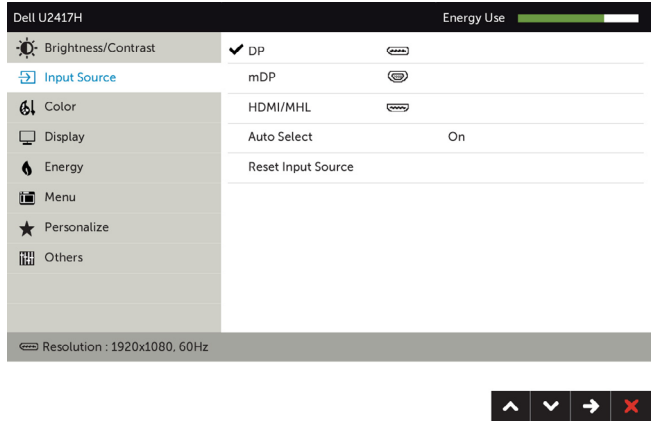 Dell U2417H
Energy Use
Brightness/Contrast
Input Source
Color
Display
Energy
Menu
Personalize
Others
DP
mDP
HDMI/MHL
Auto Select On
Reset Input Source
Resolution : 1920x1080, 60Hz